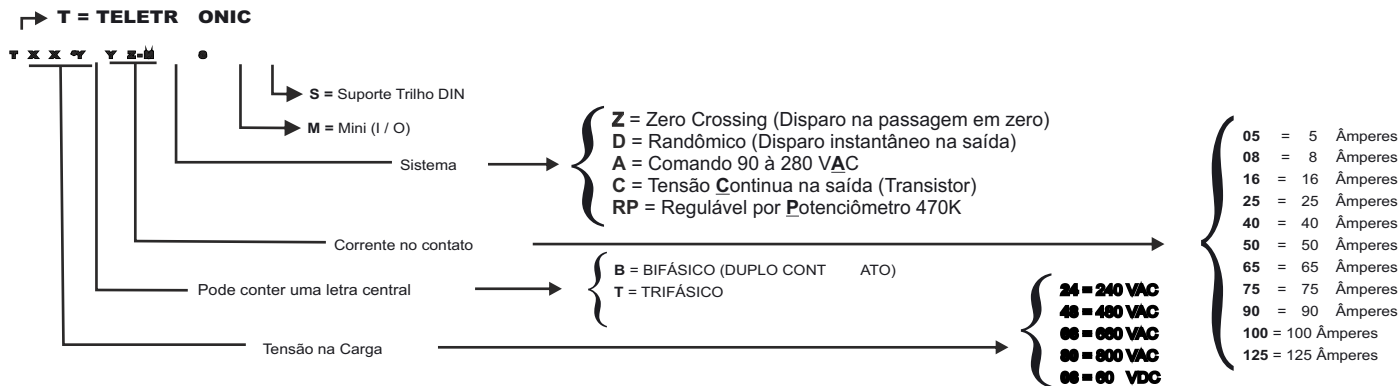 T = TELETR ONIC
T X X *Y Y Z-M S
S = Suporte Trilho DIN
M = Mini (I / O)
Sistema
Z = Zero Crossing (Disparo na passagem em zero)
D = Randômico (Disparo instantâneo na saída)
A = Comando 90 à 280 VAC
C = Tensão Continua na saída (Transistor)
RP = Regulável por Potenciômetro 470K
Corrente no contato
05 = 5 Âmperes
08 = 8 Âmperes
16 = 16 Âmperes
25 = 25 Âmperes
40 = 40 Âmperes
50 = 50 Âmperes
65 = 65 Âmperes
75 = 75 Âmperes
90 = 90 Âmperes
100 = 100 Âmperes
125 = 125 Âmperes
Pode conter uma letra central
B = BIFÁSICO (DUPLO CONT ATO)
T = TRIFÁSICO
Tensão na Carga
24 = 240 VAC
48 = 480 VAC
66 = 660 VAC
80 = 800 VAC
06 = 60 VDC